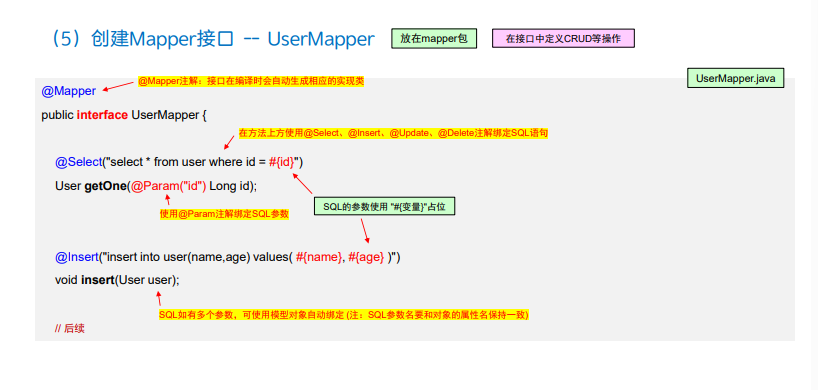 （5）创建Mapper接口 -- UserMapper
放在mapper包
在接口中定义CRUD等操作
UserMapper.java
@Mapper注解：接口在编译时会自动生成相应的实现类
@Mapper
public interface UserMapper {
在方法上方使用@Select、@Insert、@Update、@Delete注解绑定SQL语句
@Select("select * from user where id = #{id}")
User getOne(@Param("id") Long id);
SQL的参数使用 "#{变量}"占位
使用@Param注解绑定SQL参数
@Insert("insert into user(name,age) values( #{name}, #{age} )")
void insert(User user);
SQL如有多个参数，可使用模型对象自动绑定 (注：SQL参数名要和对象的属性名保持一致)
// 后续